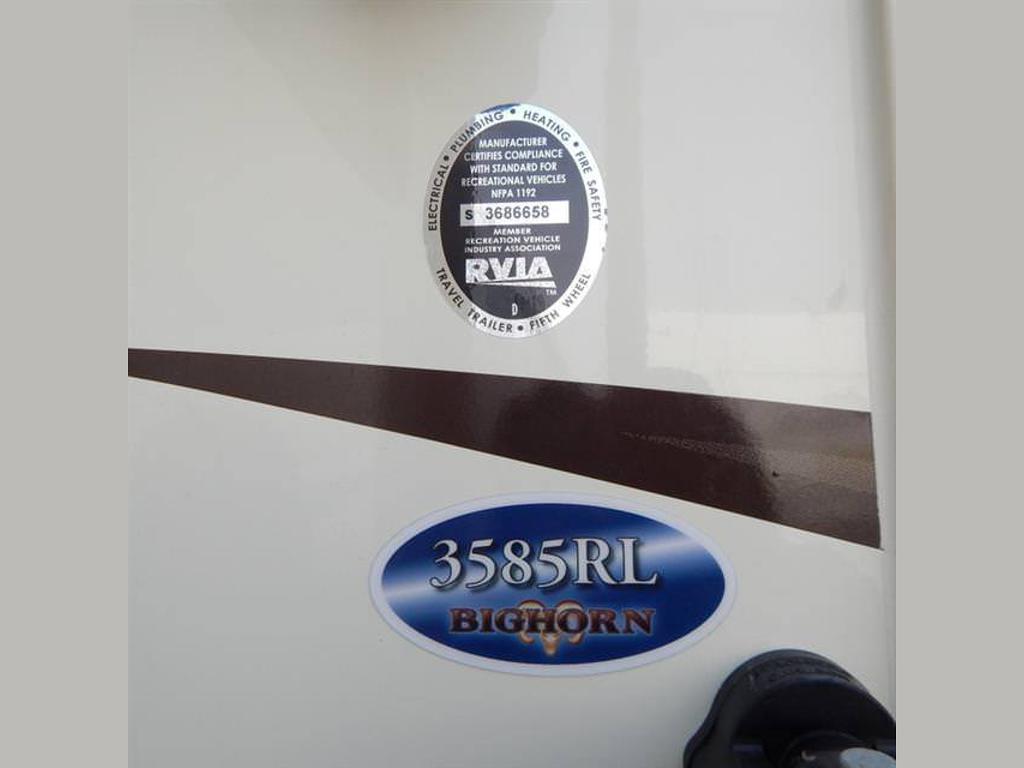 ELECTRICAL • PLUMBING • HEATING • FIRE SAFETY
MANUFACTURER
CERTIFIES COMPLIANCE
WITH STANDARD FOR
RECREATIONAL VEHICLES
NFPA 1192
S 3686658
MEMBER
RECREATION VEHICLE
INDUSTRY ASSOCIATION
RVIA
TM
D
TRAVEL TRAILER • FIFTH WHEEL
3585RL
BIGHORN